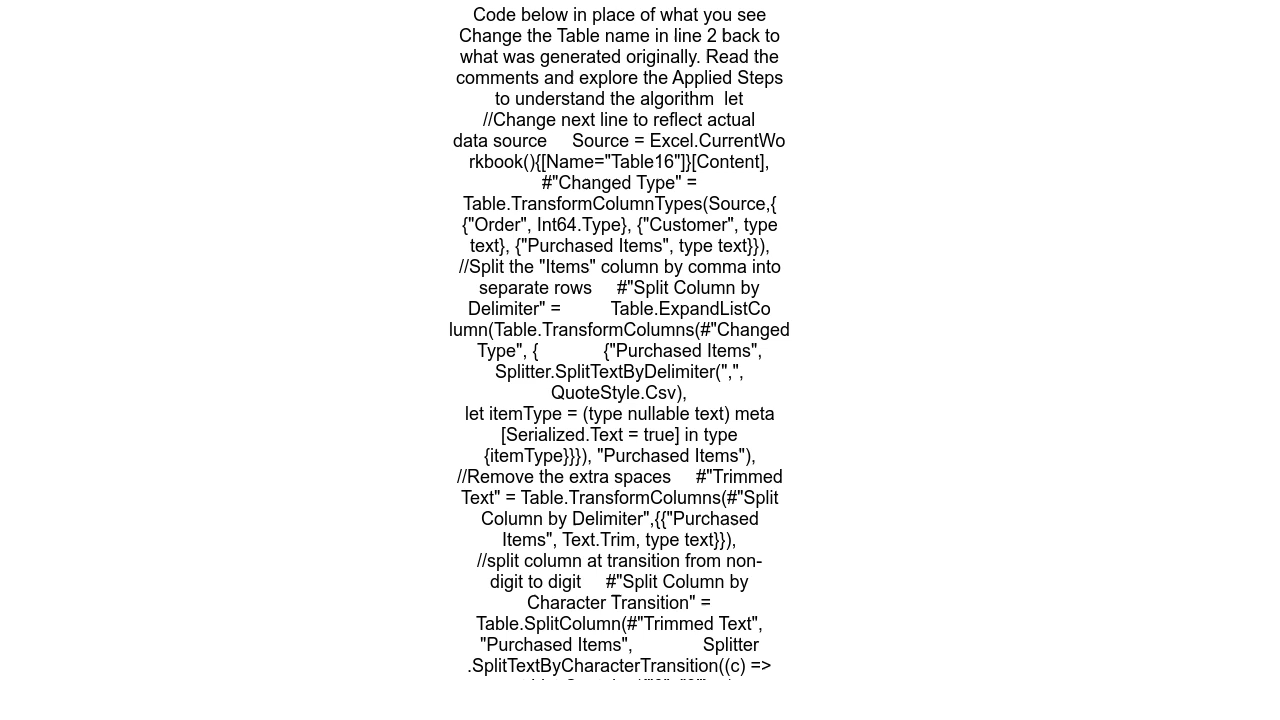 Code below in place of what you see
Change the Table name in line 2 back to
what was generated originally. Read the
comments and explore the Applied Steps
to understand the algorithm  let
//Change next line to reflect actual
data source     Source = Excel.CurrentWo
rkbook(){[Name="Table16"]}[Content],
#"Changed Type" =
Table.TransformColumnTypes(Source,{
{"Order", Int64.Type}, {"Customer", type
text}, {"Purchased Items", type text}}),
//Split the "Items" column by comma into
separate rows     #"Split Column by
Delimiter" =          Table.ExpandListCo
lumn(Table.TransformColumns(#"Changed
Type", {             {"Purchased Items",
Splitter.SplitTextByDelimiter(",",
QuoteStyle.Csv),
let itemType = (type nullable text) meta
[Serialized.Text = true] in type
{itemType}}}), "Purchased Items"),
//Remove the extra spaces     #"Trimmed
Text" = Table.TransformColumns(#"Split
Column by Delimiter",{{"Purchased
Items", Text.Trim, type text}}),
//split column at transition from non-
digit to digit     #"Split Column by
Character Transition" =
Table.SplitColumn(#"Trimmed Text",
"Purchased Items",              Splitter
.SplitTextByCharacterTransition((c) =>